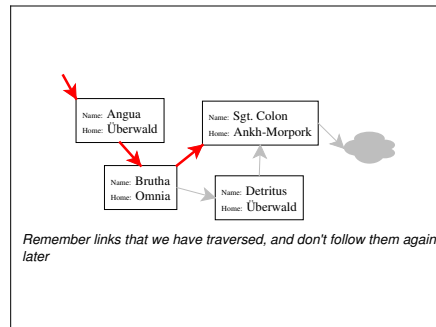 Name: Angua
Home: Überwald
Name: Sgt. Colon
Home: Ankh-Morpork
Name: Brutha
Home: Omnia
Name: Detritus
Home: Überwald
Remember links that we have traversed, and don't follow them again
later